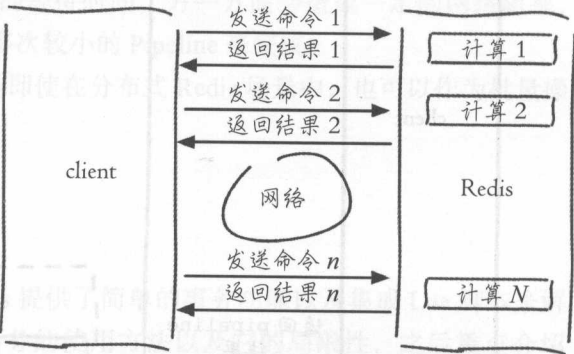 发送命令 1
返回结果 1
计算 1
发送命令 2
返回结果 2
计算 2
client
网络
Redis
发送命令 n
返回结果 n
计算 N